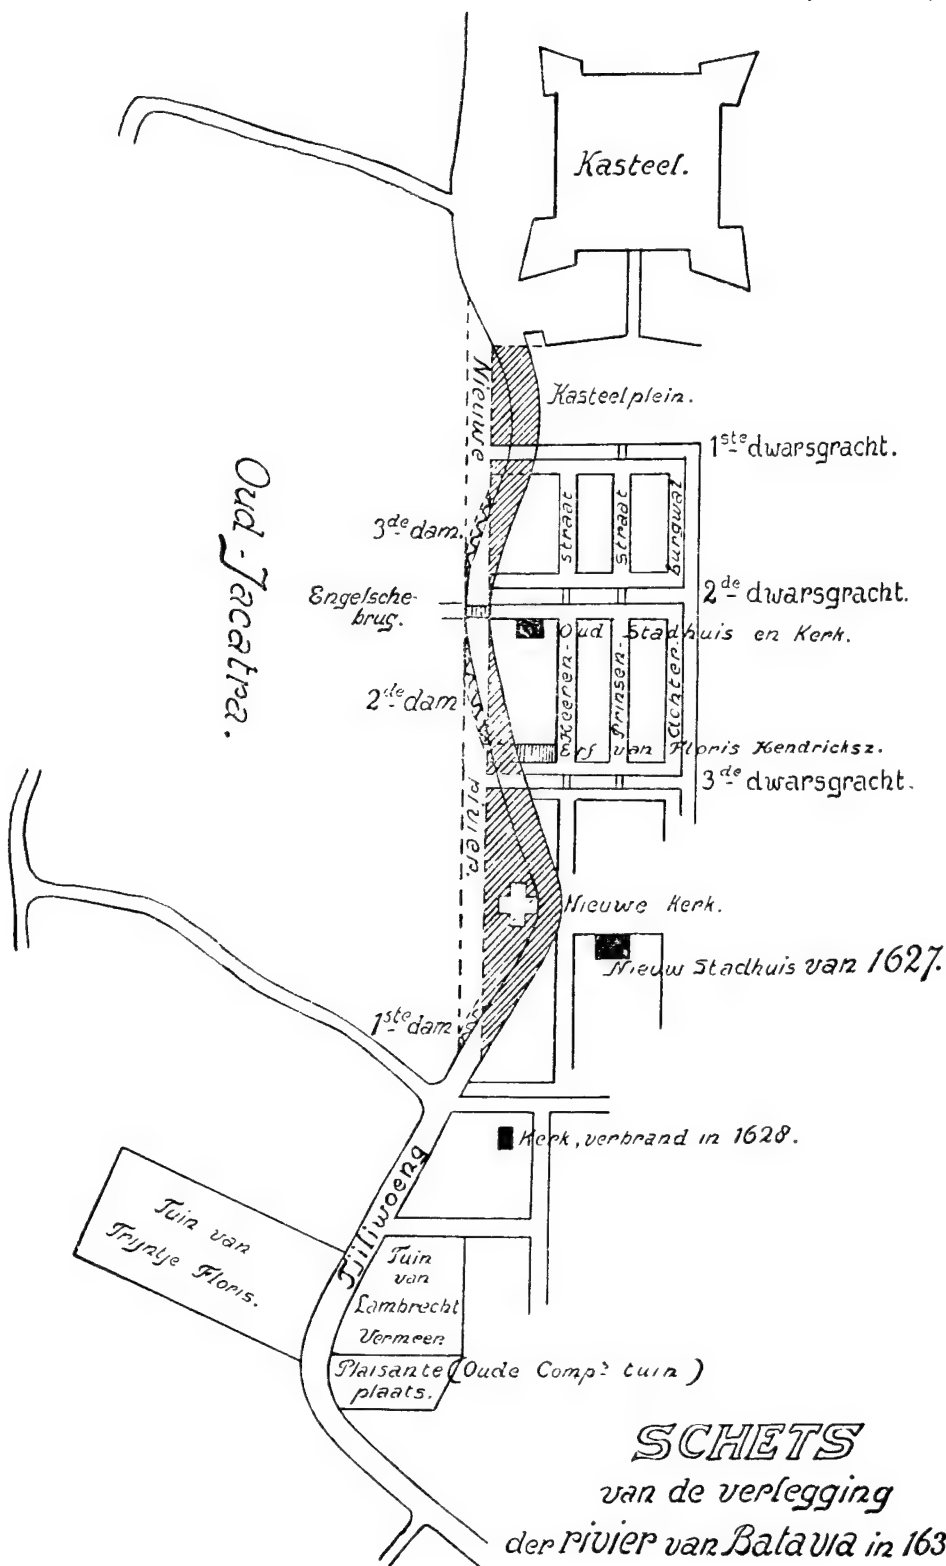 Kasteel.
Kasteelplein.
Nieuwe
1ste dwarsgracht.
Oud-Jacatra.
3de dam.
straat
straat
burgwal
Engelsche-
brug.
2de dwarsgracht.
Oud Stadhuis en Kerk.
2de dam
Heeren-
Prinsen-
Achter.
Erf van Floris Hendricksz.
rivier.
3de dwarsgracht.
Nieuwe Kerk.
Nieuw Stadhuis van 1627.
1ste dam
Kerk, verbrand in 1628.
Tjiliwoeng
Tuin van
Tryntje Floris.
Tuin
van
Lambrecht
Vermeer.
Plaisante (Oude Comps tuin)
plaats.
SCHETS
van de verlegging
der rivier van Batavia in 163